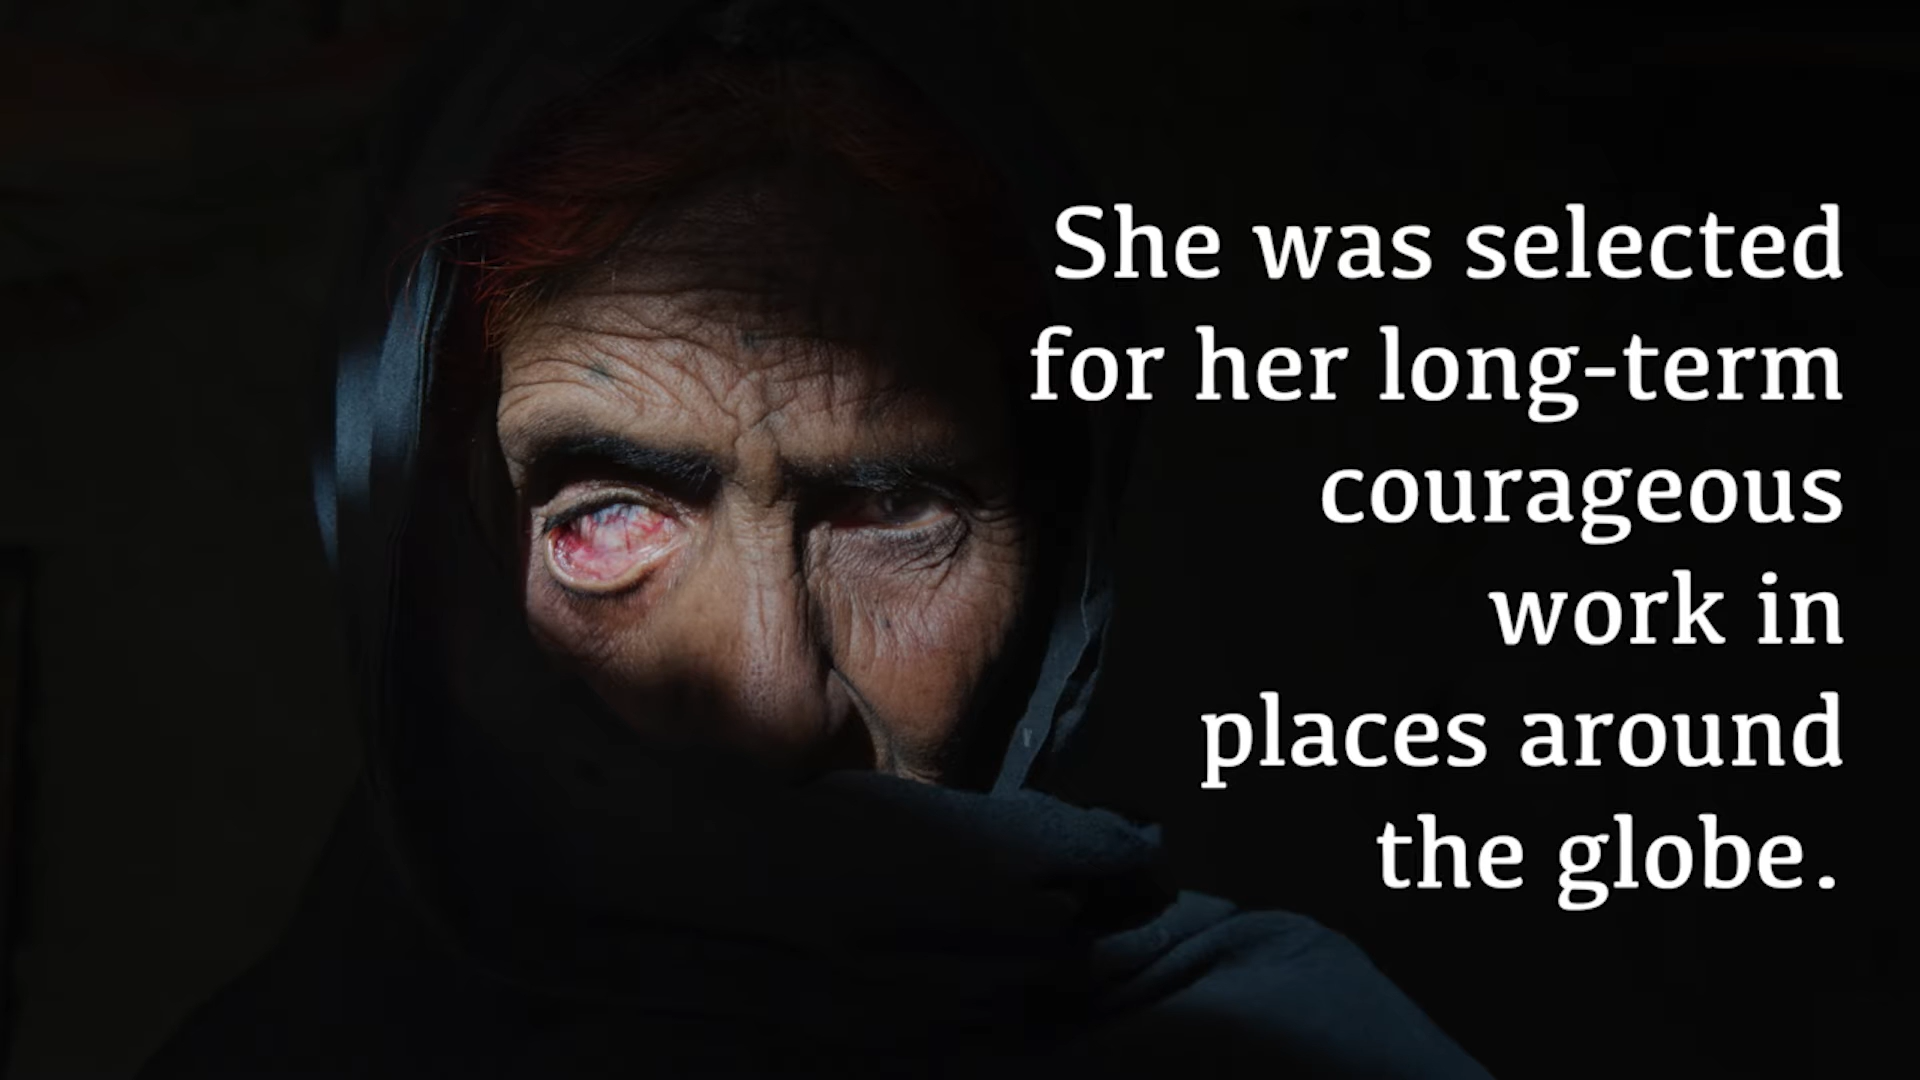 She was selected
for her long-term
courageous
work in
places around
the globe.